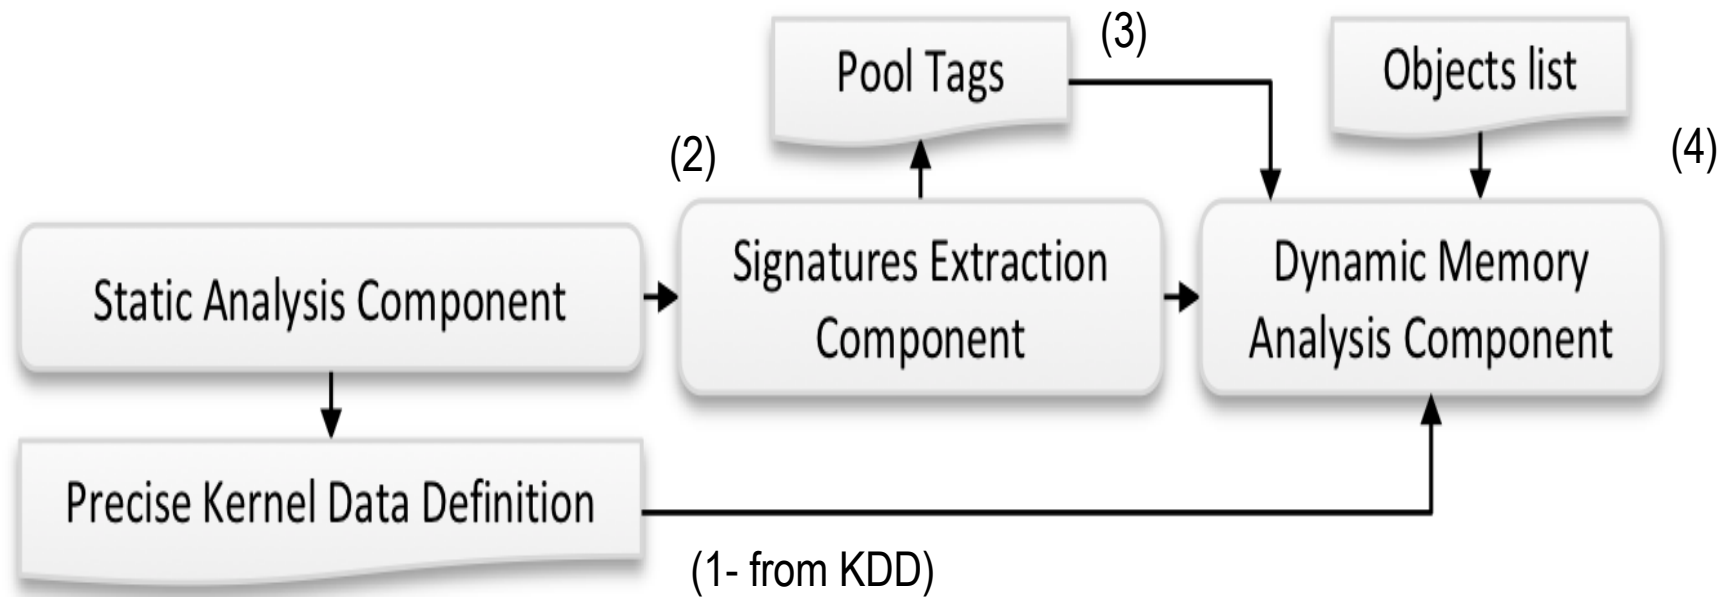 (3)
Pool Tags
Objects list
(2)
(4)
Static Analysis Component
Signatures Extraction
Component
Dynamic Memory
Analysis Component
Precise Kernel Data Definition
(1- from KDD)